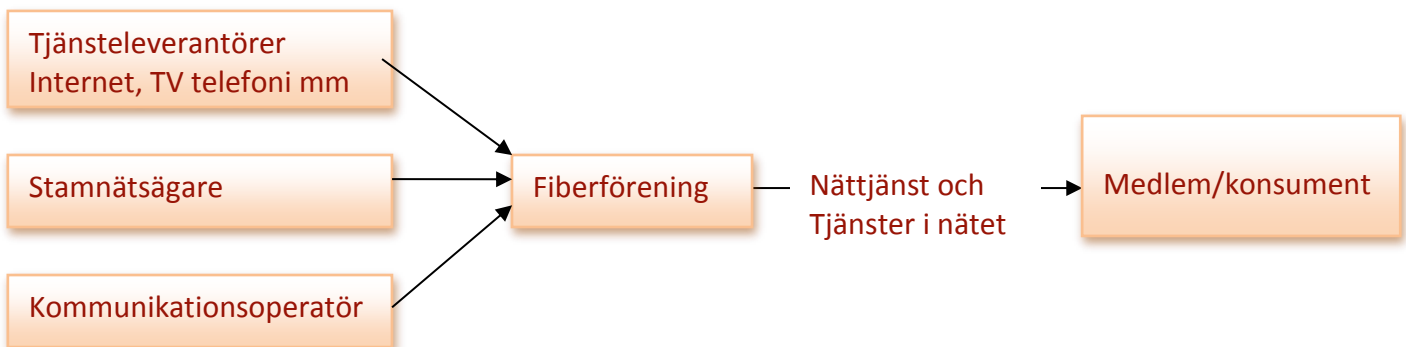 Tjänsteleverantörer
Internet, TV telefoni mm
Stamnätsägare
Fiberförening
Nättjänst och
Tjänster i nätet
Medlem/konsument
Kommunikationsoperatör